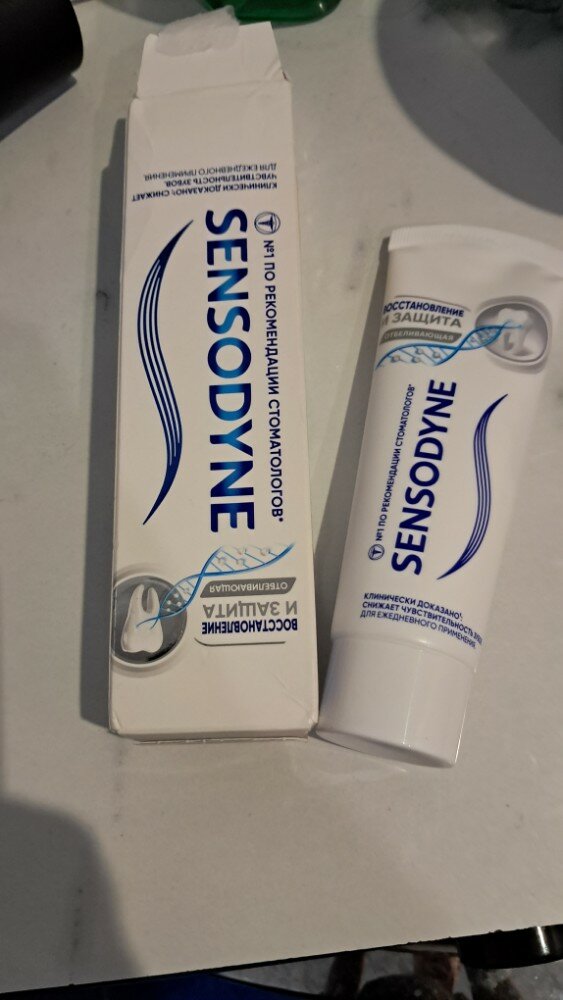 КЛИНИЧЕСКИ ДОКАЗАНО¹: СНИЖАЕТ
ЧУВСТВИТЕЛЬНОСТЬ ЗУБОВ.
ДЛЯ ЕЖЕДНЕВНОГО ПРИМЕНЕНИЯ.
№1 ПО РЕКОМЕНДАЦИИ СТОМАТОЛОГОВ*
SENSODYNE
ВОССТАНОВЛЕНИЕ
И ЗАЩИТА
ОТБЕЛИВАЮЩАЯ
ВОССТАНОВЛЕНИЕ
И ЗАЩИТА
ОТБЕЛИВАЮЩАЯ
№1 ПО РЕКОМЕНДАЦИИ СТОМАТОЛОГОВ*
SENSODYNE
КЛИНИЧЕСКИ ДОКАЗАНО¹:
СНИЖАЕТ ЧУВСТВИТЕЛЬНОСТЬ
ДЛЯ ЕЖЕДНЕВНОГО ПРИМЕНЕНИЯ